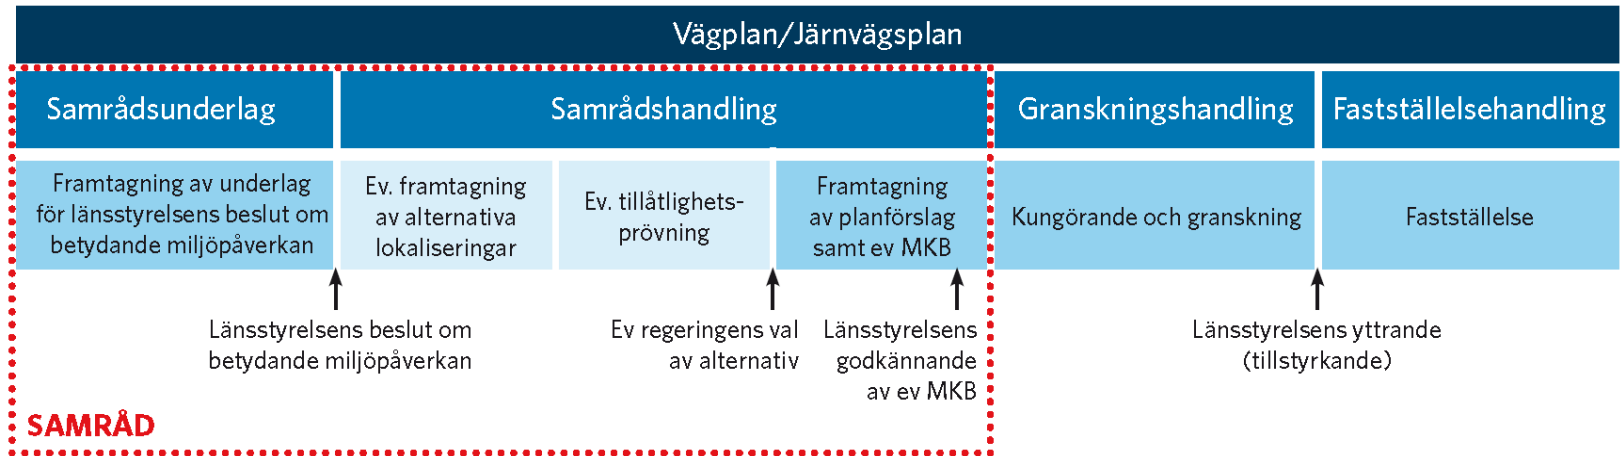 Vägplan/Järnvägsplan
Samrådsunderlag
Samrådshandling
Granskningshandling
Fastställelsehandling
Framtagning av underlag
för länsstyrelsens beslut om
betydande miljöpåverkan
Ev. framtagning
av alternativa
lokaliseringar
Ev. tillåtlighets-
prövning
Framtagning
av planförslag
samt ev MKB
Kungörande och granskning
Fastställelse
Länsstyrelsens beslut om
betydande miljöpåverkan
Ev regeringens val
av alternativ
Länsstyrelsens
godkännande
av ev MKB
Länsstyrelsens yttrande
(tillstyrkande)
SAMRÅD